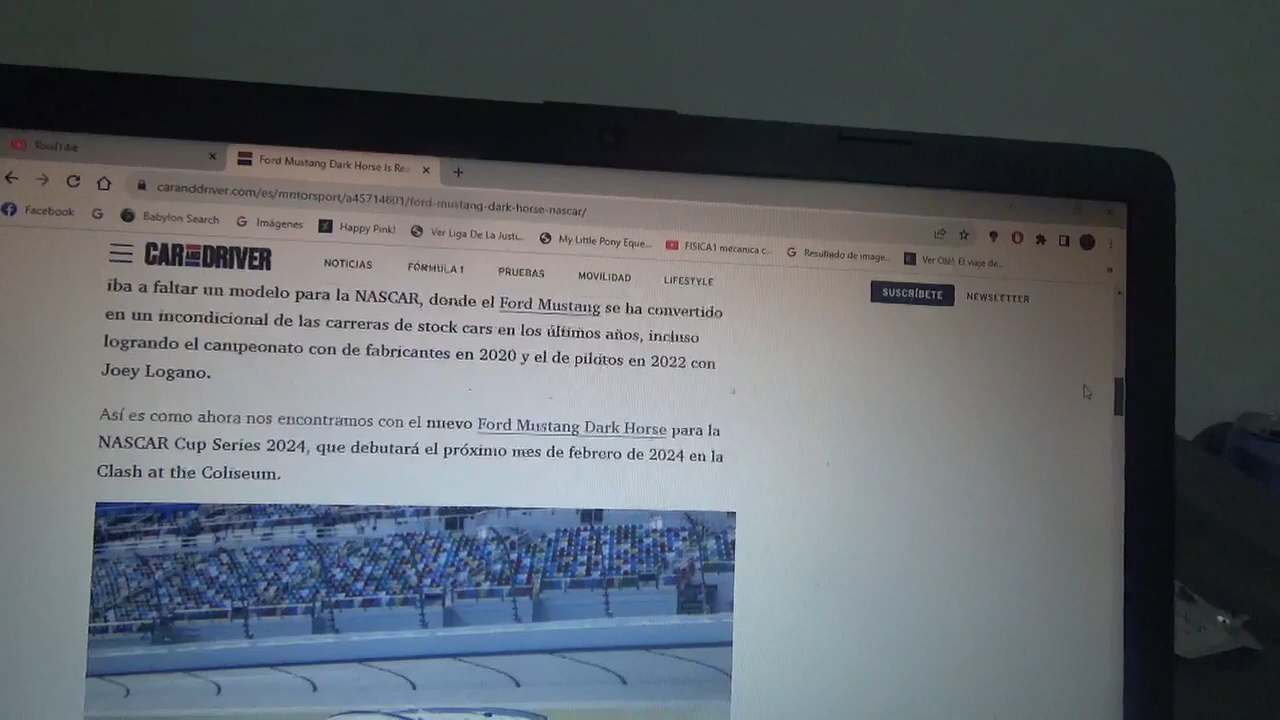 Ford Mustang Dark Horse Is Re
caranddriver.com/es/motorsport/a45714601/ford-mustang-dark-horse-nascar/
Facebook
Babylon Search
Imágenes
Happy Pink!
Ver Liga De La Justi...
My Little Pony Eque...
FISICA1 mecanica c...
Resultado de image...
Ver Olé! El viaje de...
CAR AND DRIVER
NOTICIAS
FÓRMULA 1
PRUEBAS
MOVILIDAD
LIFESTYLE
SUSCRÍBETE
NEWSLETTER
iba a faltar un modelo para la NASCAR, donde el Ford Mustang se ha convertido
en un incondicional de las carreras de stock cars en los últimos años, incluso
logrando el campeonato con de fabricantes en 2020 y el de pilotos en 2022 con
Joey Logano.
Así es como ahora nos encontramos con el nuevo Ford Mustang Dark Horse para la
NASCAR Cup Series 2024, que debutará el próximo mes de febrero de 2024 en la
Clash at the Coliseum.